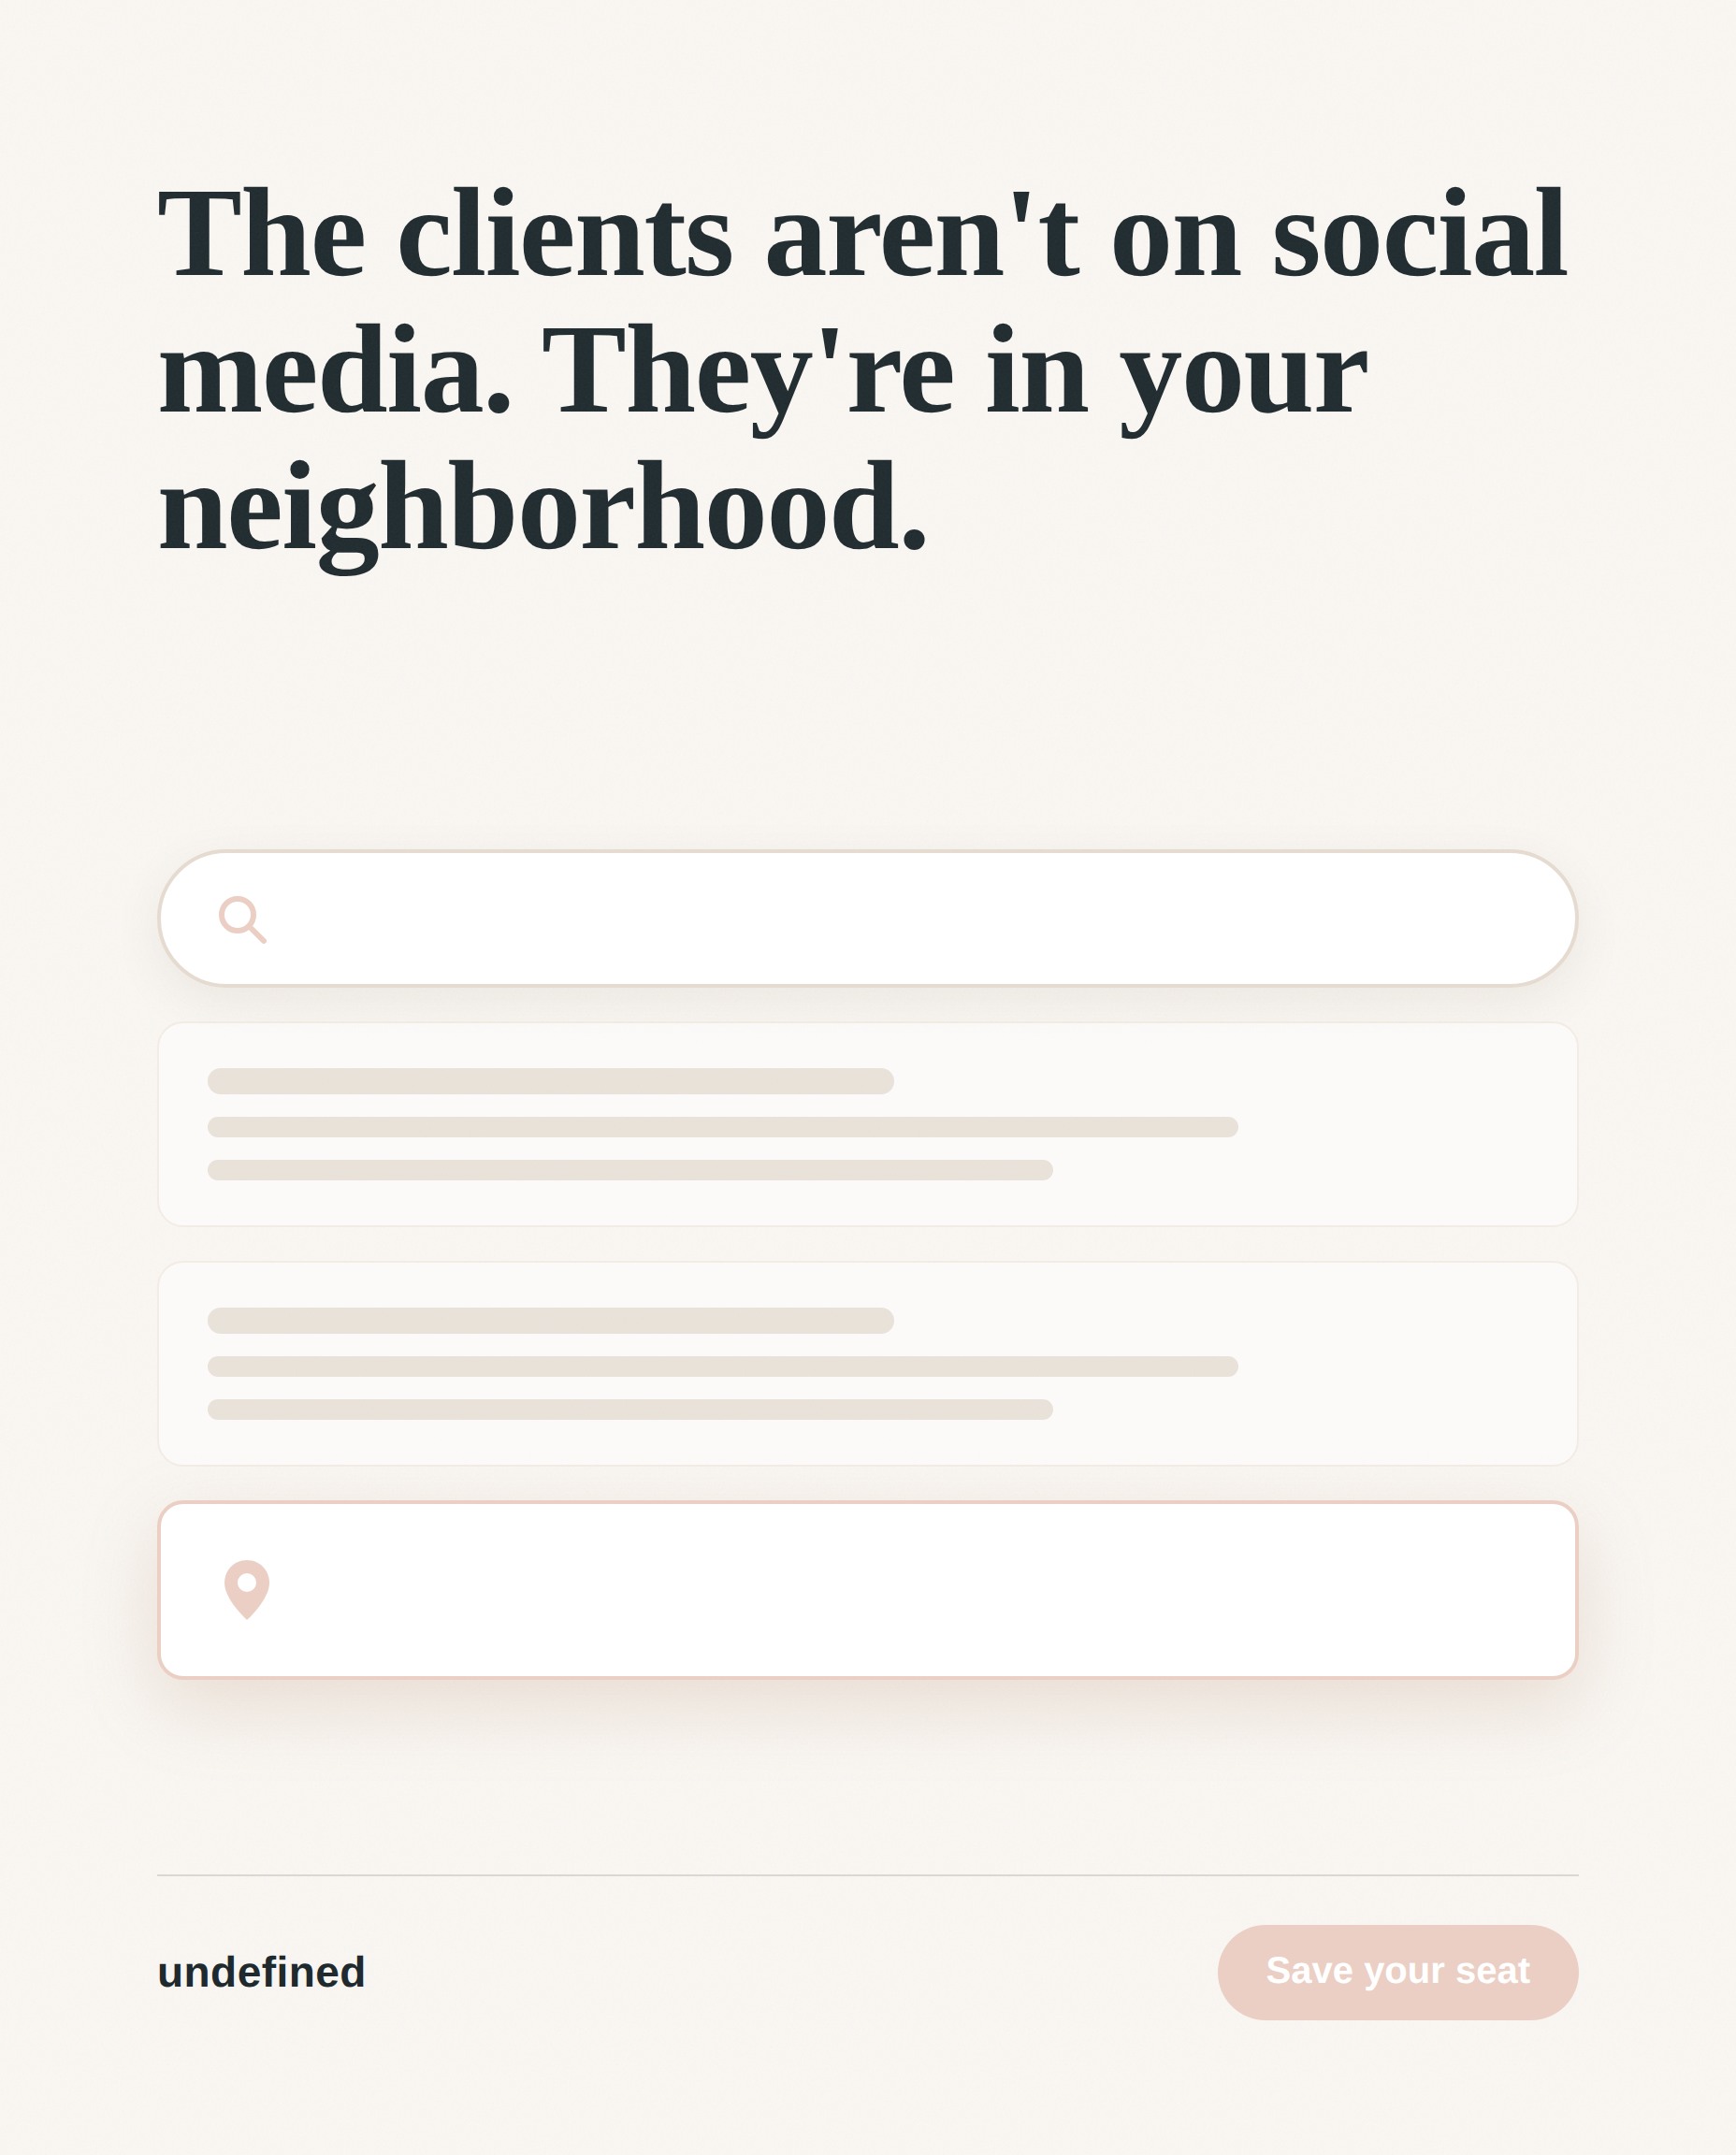 The clients aren't on social
media. They're in your
neighborhood.
undefined
Save your seat